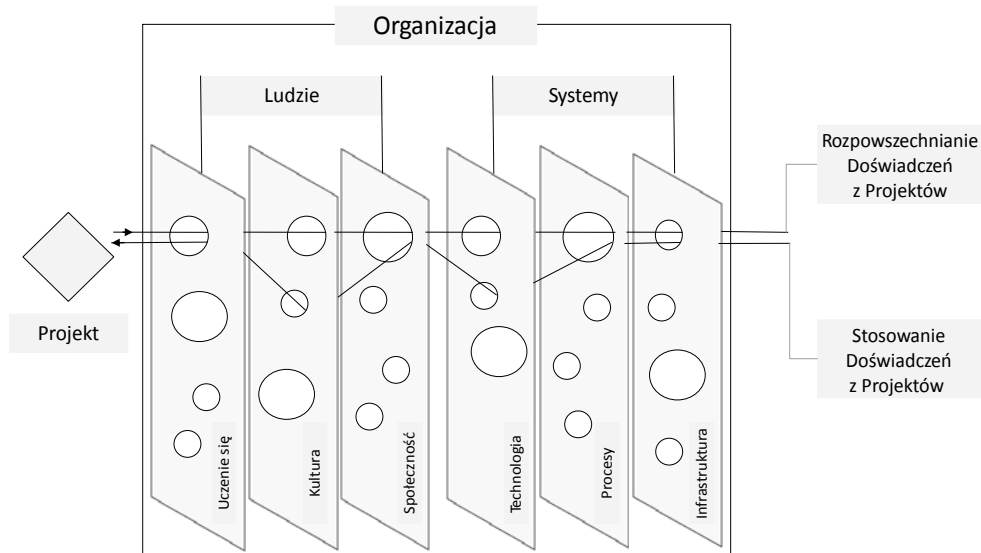 Organizacja
Ludzie
Systemy
Rozpowszechnianie
Doświadczeń
z Projektów
Projekt
Stosowanie
Doświadczeń
z Projektów
Uczenie się
Kultura
Społeczność
Technologia
Procesy
Infrastruktura